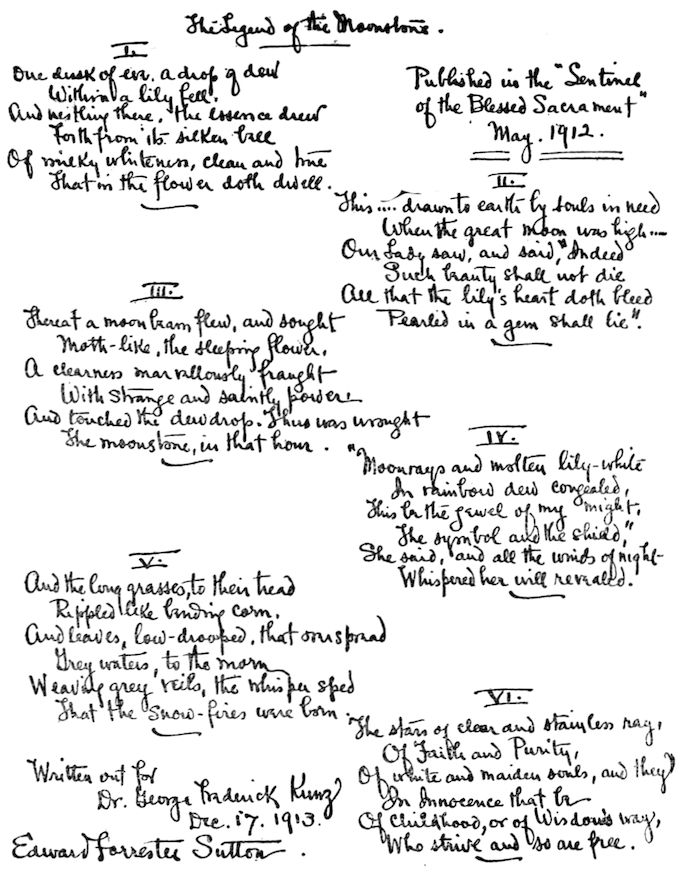 The Legend of the Moonstone.
I.
One dusk of eve, a drop of dew
Within a lily fell.
And nestling there, the essence drew
Forth from its silken bell
Of milky whiteness, clean and true
That in the flower doth dwell.
Published in the "Sentinel
of the Blessed Sacrament"
May. 1912.
II.
This .... drawn to earth by souls in need
When the great moon was high ....
Our Lady saw, and said, "Indeed
Such beauty shall not die
All that the lily's heart doth bleed
Pearled in a gem shall lie".
III.
Thereat a moonbeam flew, and sought
Moth-like, the sleeping flower,
A clearness marvellously fraught
With strange and saintly power:
And touched the dewdrop. Thus was wrought
The moonstone, in that hour.
IV.
"Moonrays and molten lily-white
In rainbow dew congealed,
This be the jewel of my might,
The symbol and the shield,"
She said, and all the winds of night
Whispered her will revealed.
V.
And the long grasses, to their tread
Rippled like bending corn.
And leaves, low-drooped, that overspread
Grey waters, to the morn
Weaving grey veils, the whisper sped
That the snow-fires were born.
VI.
The stars of clear and stainless ray,
Of Faith and Purity,
Of white and maiden souls, and they
In Innocence that be
Of Childhood, or of Wisdom's way,
Who strive and so are free.
Written out for
Dr. George Frederick Kunz
Dec. 17. 1913.
Edward Forrester Sutton.